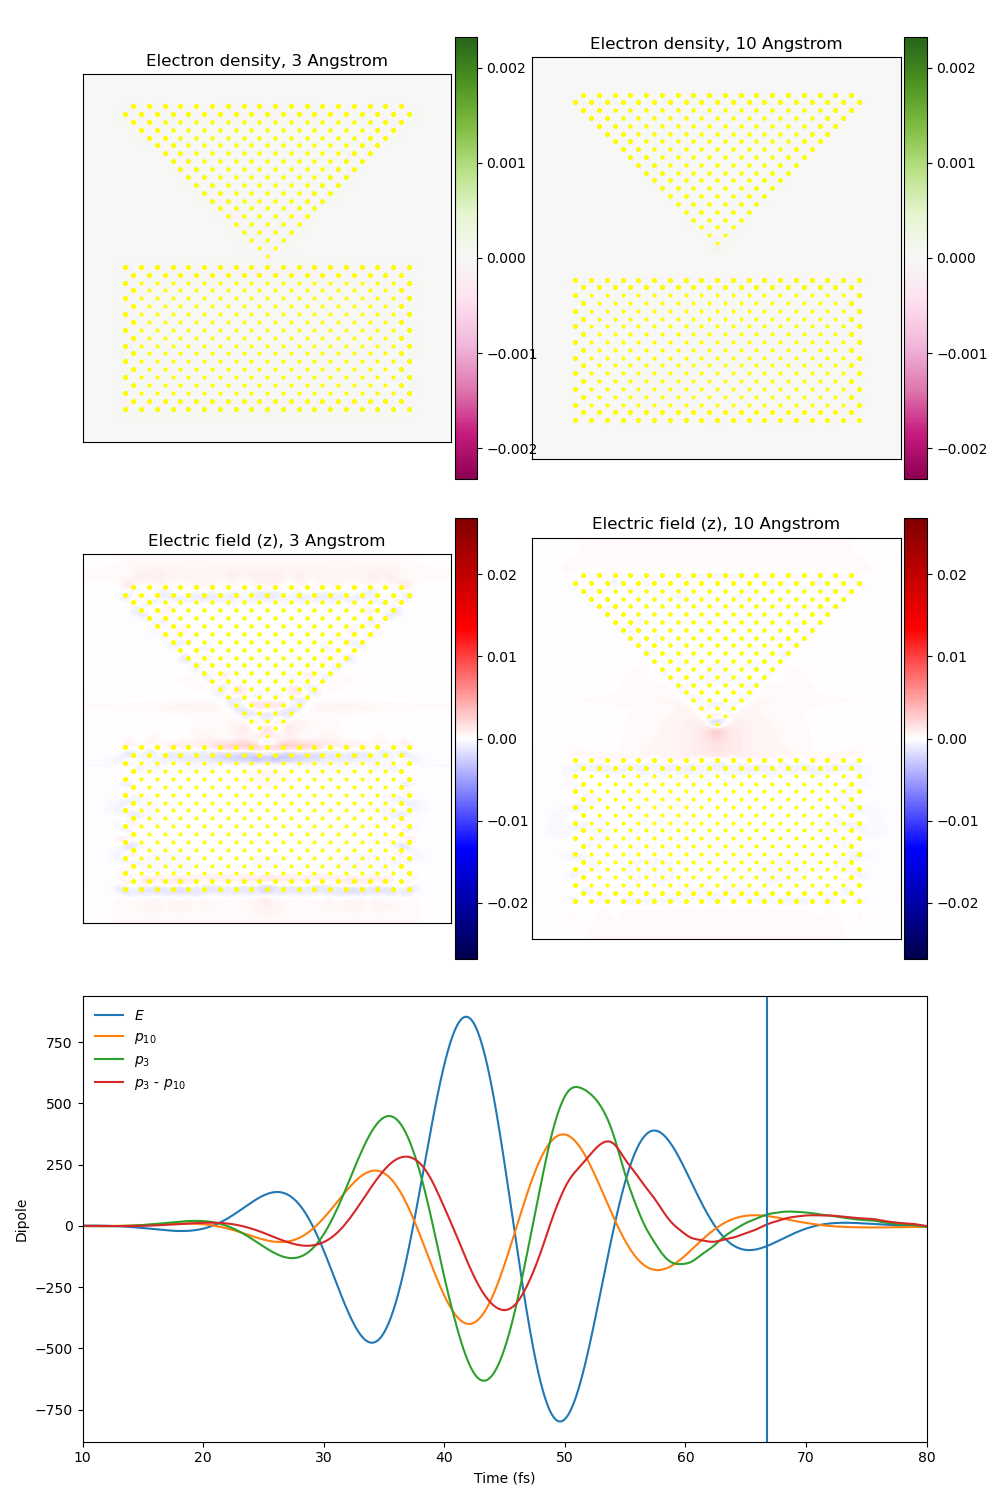 Electron density, 3 Angstrom
0.002
0.001
0.000
−0.001
−0.002
Electron density, 10 Angstrom
0.002
0.001
0.000
−0.001
−0.002
Electric field (z), 3 Angstrom
0.02
0.01
0.00
−0.01
−0.02
Electric field (z), 10 Angstrom
0.02
0.01
0.00
−0.01
−0.02
E
p10
p3
p3 - p10
Dipole
750
500
250
0
−250
−500
−750
10 20 30 40 50 60 70 80
Time (fs)